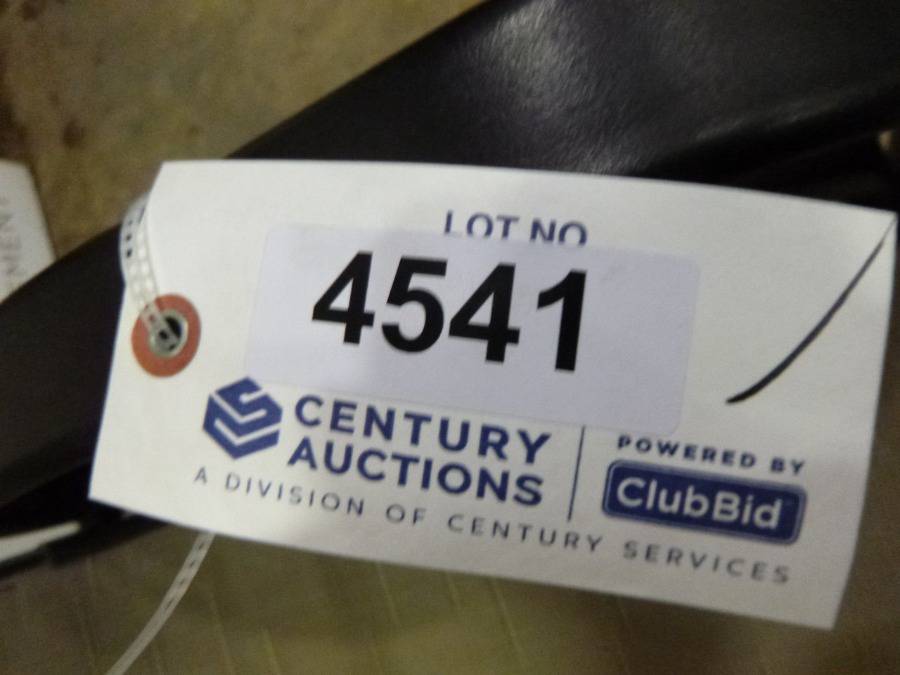 LOT NO
4541
CENTURY
AUCTIONS
A DIVISION OF CENTURY SERVICES
POWERED BY
ClubBid